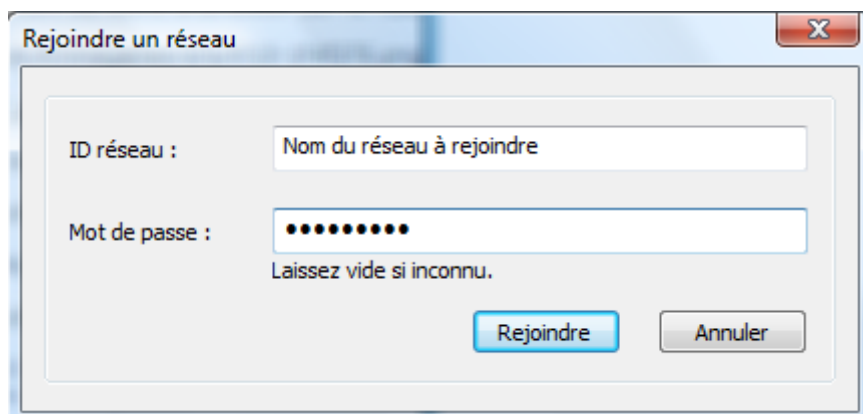 Rejoindre un réseau
ID réseau :
Nom du réseau à rejoindre
Mot de passe :
•••••••••
Laissez vide si inconnu.
Rejoindre
Annuler